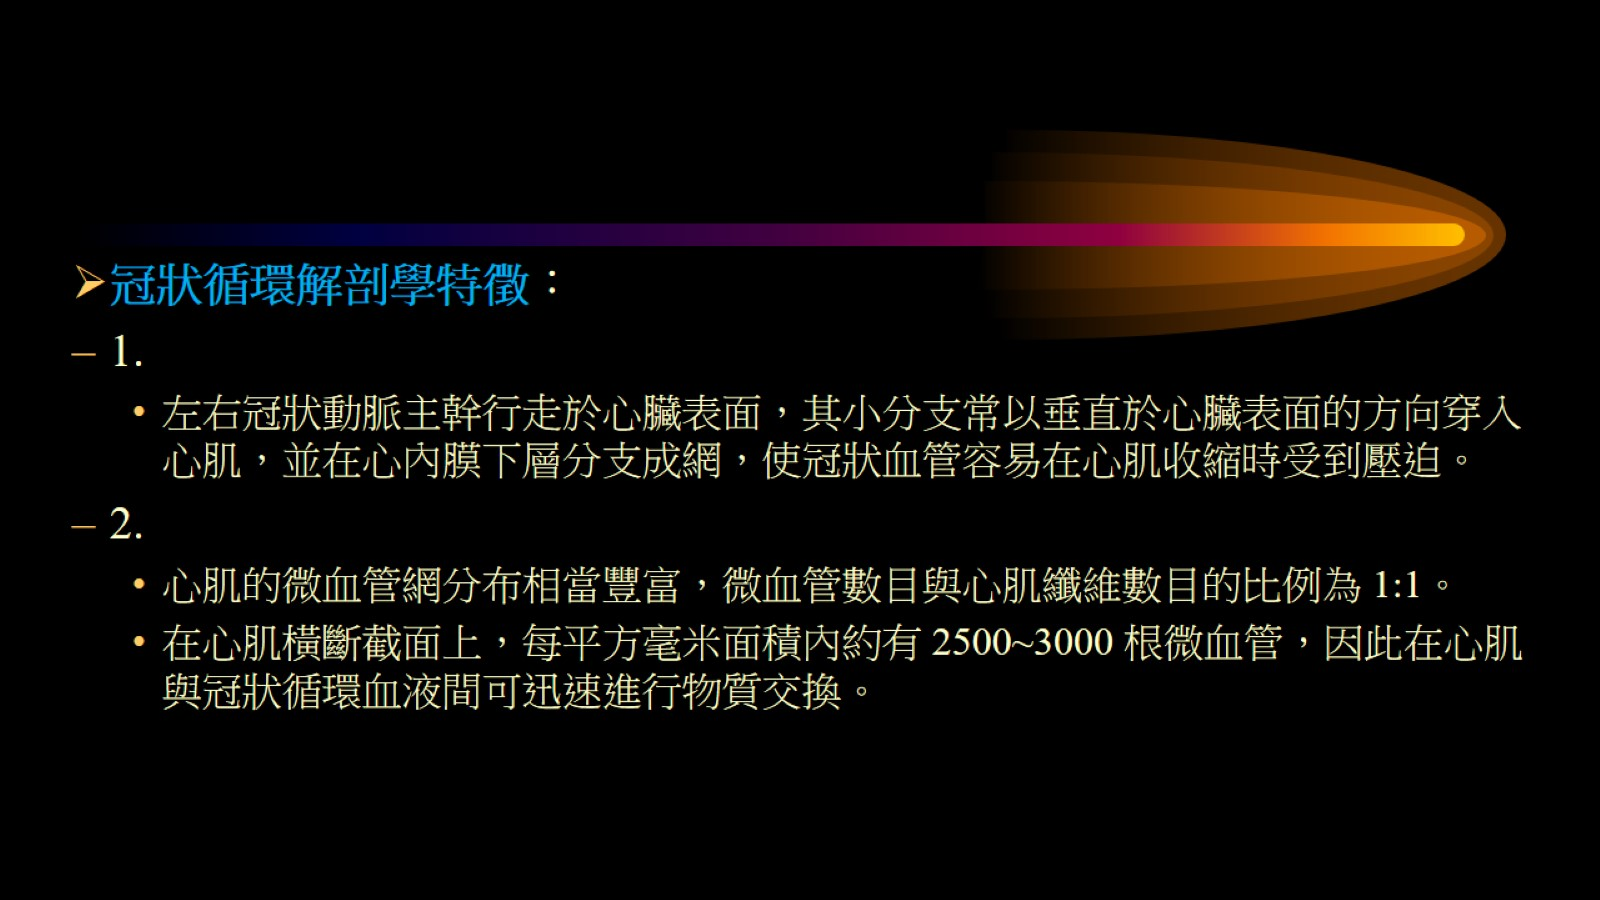 ➢冠狀循環解剖學特徵：
– 1.
• 左右冠狀動脈主幹行走於心臟表面，其小分支常以垂直於心臟表面的方向穿入
心肌，並在心內膜下層分支成網，使冠狀血管容易在心肌收縮時受到壓迫。
– 2.
• 心肌的微血管網分布相當豐富，微血管數目與心肌纖維數目的比例為 1:1。
• 在心肌橫斷截面上，每平方毫米面積內約有 2500~3000 根微血管，因此在心肌
與冠狀循環血液間可迅速進行物質交換。